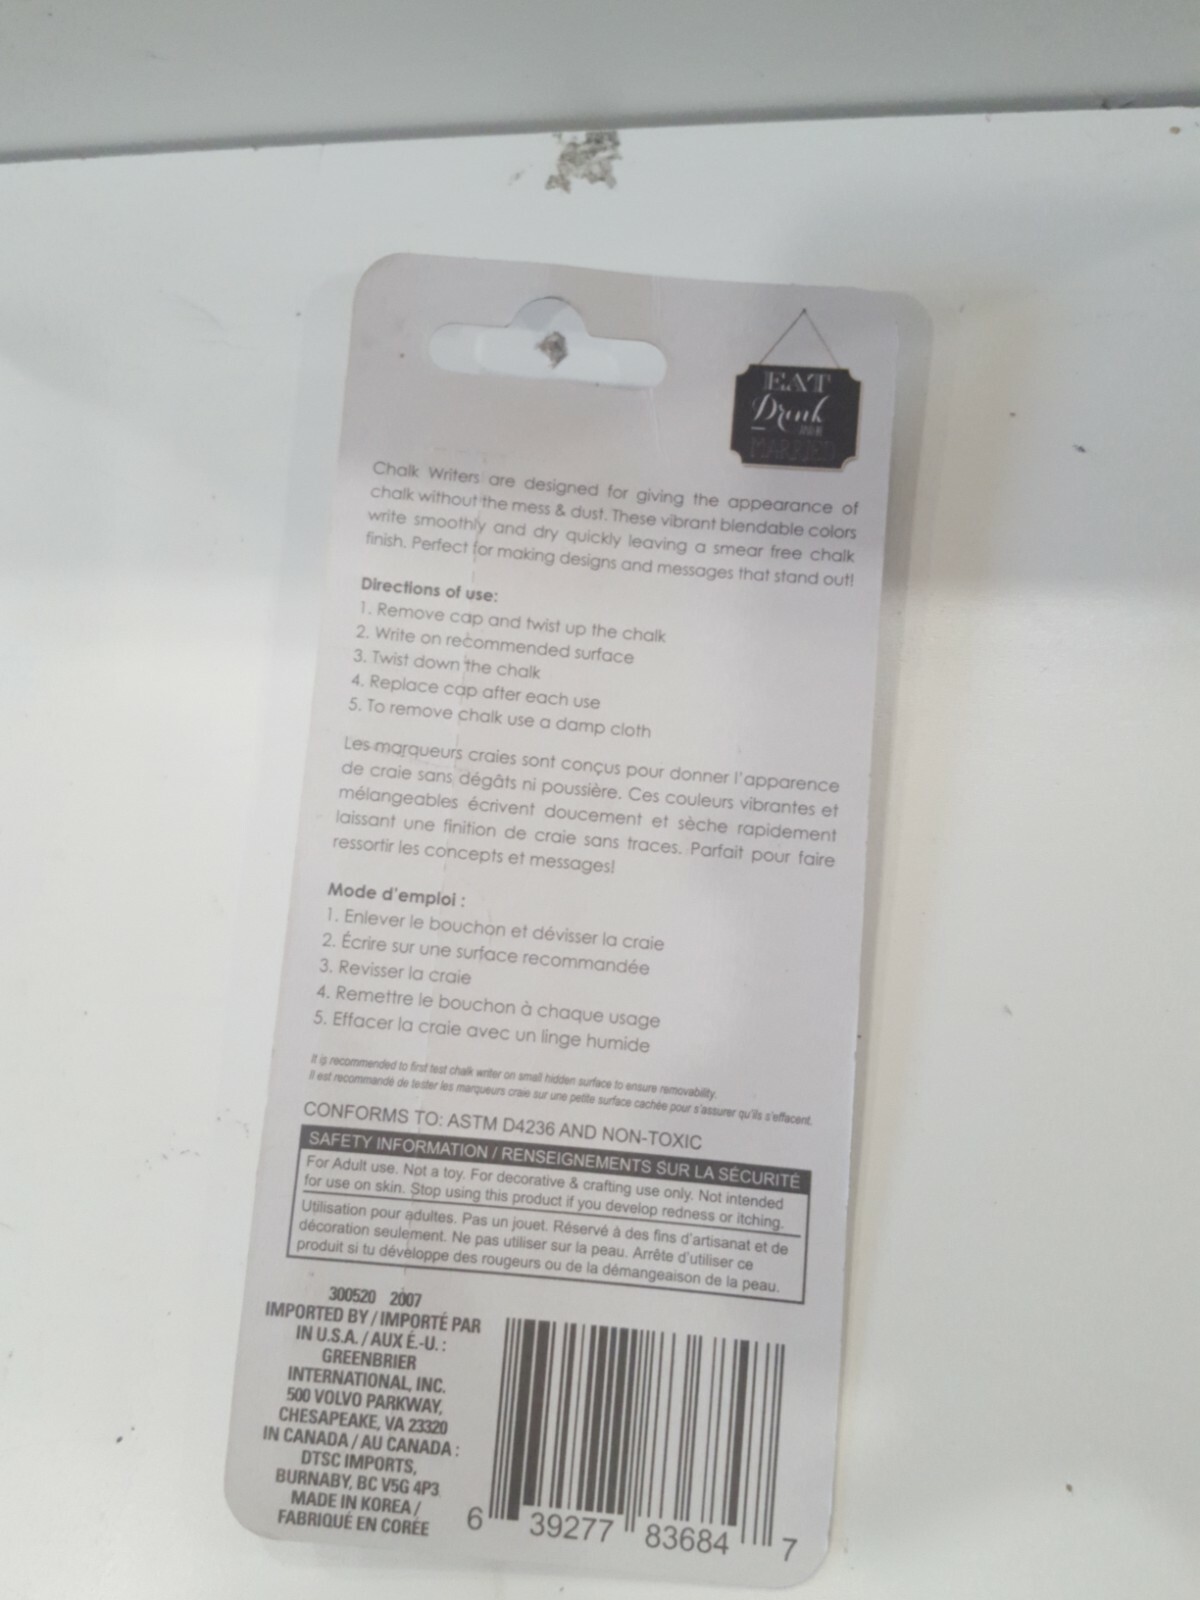 EAT
Drink
AND BE
MARRIED
Chalk Writers are designed for giving the appearance of
chalk without the mess & dust. These vibrant blendable colors
write smoothly and dry quickly leaving a smear free chalk
finish. Perfect for making designs and messages that stand out!
Directions of use:
1. Remove cap and twist up the chalk
2. Write on recommended surface
3. Twist down the chalk
4. Replace cap after each use
5. To remove chalk use a damp cloth
Les marqueurs craies sont conçus pour donner l'apparence
de craie sans dégâts ni poussière. Ces couleurs vibrantes et
mélangeables écrivent doucement et sèche rapidement
laissant une finition de craie sans traces. Parfait pour faire
ressortir les concepts et messages!
Mode d'emploi :
1. Enlever le bouchon et dévisser la craie
2. Écrire sur une surface recommandée
3. Revisser la craie
4. Remettre le bouchon à chaque usage
5. Effacer la craie avec un linge humide
It is recommended to first test chalk writer on small hidden surface to ensure removability.
Il est recommandé de tester les marqueurs craie sur une petite surface cachée pour s'assurer qu'ils s'effacent.
CONFORMS TO: ASTM D4236 AND NON-TOXIC
SAFETY INFORMATION / RENSEIGNEMENTS SUR LA SÉCURITÉ
For Adult use. Not a toy. For decorative & crafting use only. Not intended
for use on skin. Stop using this product if you develop redness or itching.
Utilisation pour adultes. Pas un jouet. Réservé à des fins d'artisanat et de
décoration seulement. Ne pas utiliser sur la peau. Arrête d'utiliser ce
produit si tu développe des rougeurs ou de la démangeaison de la peau.
300520 2007
IMPORTED BY / IMPORTÉ PAR
IN U.S.A. / AUX É.-U. :
GREENBRIER
INTERNATIONAL, INC.
500 VOLVO PARKWAY,
CHESAPEAKE, VA 23320
IN CANADA / AU CANADA :
DTSC IMPORTS,
BURNABY, BC V5G 4P3
MADE IN KOREA /
FABRIQUÉ EN CORÉE
6 39277 83684 7